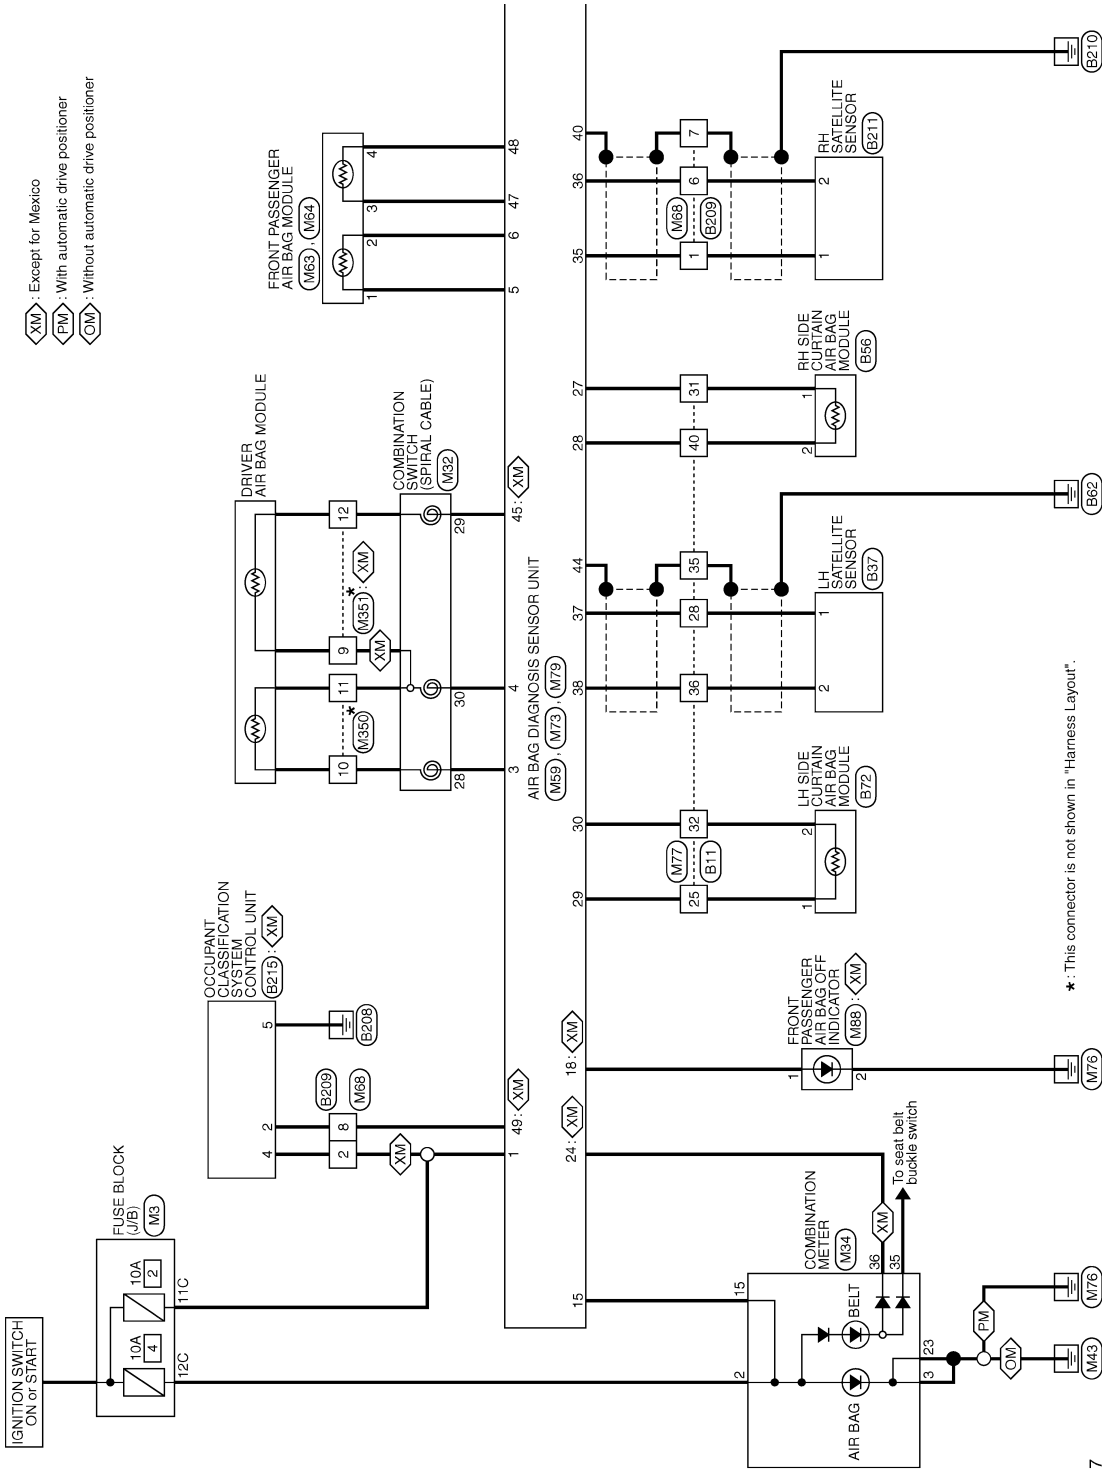 XM : Except for Mexico
PM : With automatic drive positioner
OM : Without automatic drive positioner
IGNITION SWITCH
ON or START
FUSE BLOCK
(J/B)
M3
10A
4
10A
2
12C
11C
OCCUPANT
CLASSIFICATION
SYSTEM
CONTROL UNIT
B215 : XM
4
2
5
2
8
B209
M68
B208
XM
DRIVER
AIR BAG MODULE
10
11
9
12
M350
*
M351
*
: XM
XM
COMBINATION
SWITCH
(SPIRAL CABLE)
M32
28
30
29
FRONT PASSENGER
AIR BAG MODULE
M63 , M64
1
2
3
4
1
49 : XM
3
4
45 : XM
5
6
47
48
AIR BAG DIAGNOSIS SENSOR UNIT
M59 , M73 , M79
15
24 : XM
18 : XM
29
30
38
37
44
28
27
35
36
40
M77
B11
25
32
36
28
35
40
31
M68
B209
1
6
7
2
15
COMBINATION
METER
M34
36
35
XM
To seat belt
buckle switch
BELT
AIR BAG
3
23
PM
OM
M43
M76
FRONT
PASSENGER
AIR BAG OFF
INDICATOR
M88 : XM
1
2
M76
LH SIDE
CURTAIN
AIR BAG
MODULE
B72
1
2
LH
SATELLITE
SENSOR
B37
2
1
B62
RH SIDE
CURTAIN
AIR BAG
MODULE
B56
2
1
RH
SATELLITE
SENSOR
B211
1
2
B210
* : This connector is not shown in "Harness Layout".
7